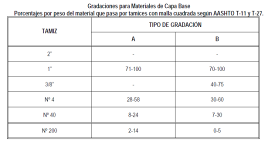 Gradaciones para Materiales de Capa Base
Porcentajes por peso del material que pasa por tamices con malla cuadrada según AASHTO T-11 y T-27.
TAMIZ TIPO DE GRADACIÓN
A B
2" - -
1" 71-100 70-100
3/8" - 40-75
Nº 4 28-58 30-60
Nº 40 8-24 7-30
Nº 200 2-14 0-5